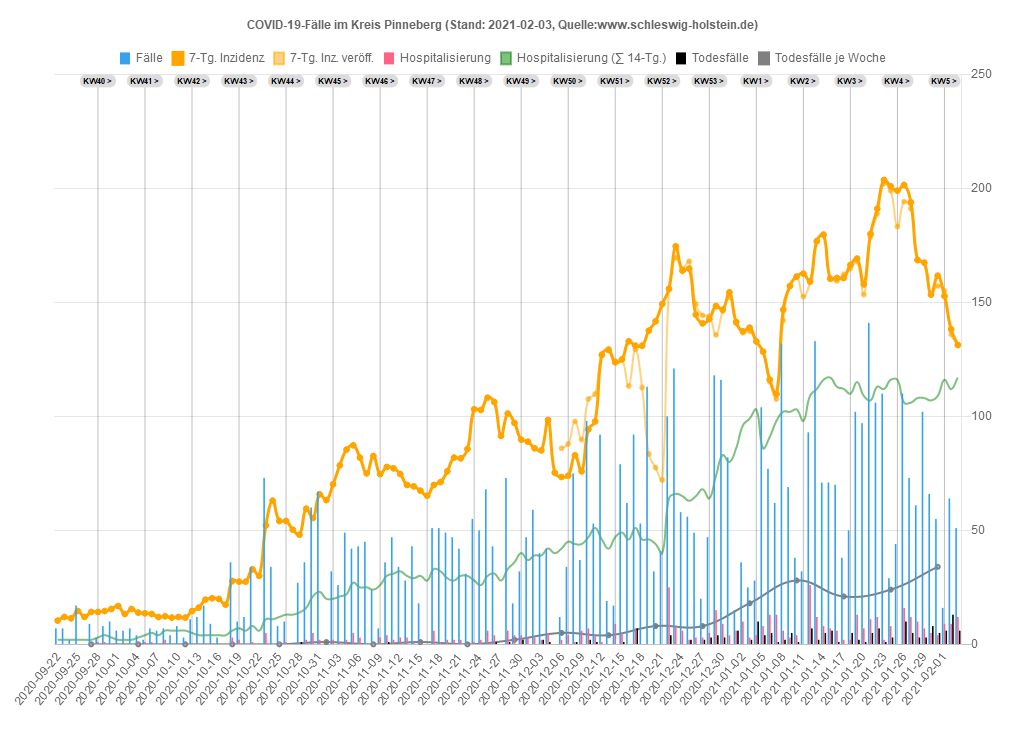 COVID-19-Fälle im Kreis Pinneberg (Stand: 2021-02-03, Quelle:www.schleswig-holstein.de)
Fälle 7-Tg. Inzidenz 7-Tg. Inz. veröff. Hospitalisierung Hospitalisierung (∑ 14-Tg.) Todesfälle Todesfälle je Woche
KW40 > KW41 > KW42 > KW43 > KW44 > KW45 > KW46 > KW47 > KW48 > KW49 > KW50 > KW51 > KW52 > KW53 > KW1 > KW2 > KW3 > KW4 > KW5 >
250
200
150
100
50
0
2020-09-22 2020-09-25 2020-09-28 2020-10-01 2020-10-04 2020-10-07 2020-10-10 2020-10-13 2020-10-16 2020-10-19 2020-10-22 2020-10-25 2020-10-28 2020-10-31 2020-11-03 2020-11-06 2020-11-09 2020-11-12 2020-11-15 2020-11-18 2020-11-21 2020-11-24 2020-11-27 2020-11-30 2020-12-03 2020-12-06 2020-12-09 2020-12-12 2020-12-15 2020-12-18 2020-12-21 2020-12-24 2020-12-27 2020-12-30 2021-01-02 2021-01-05 2021-01-08 2021-01-11 2021-01-14 2021-01-17 2021-01-20 2021-01-23 2021-01-26 2021-01-29 2021-02-01